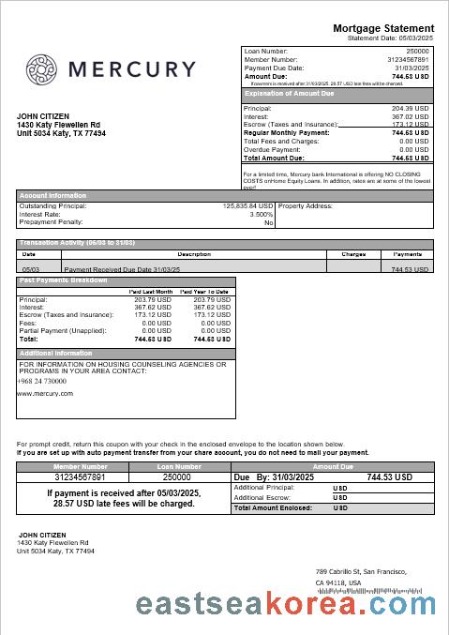 Mortgage Statement
Statement Date: 05/03/2025
MERCURY
Loan Number: 250000
Member Number: 31234567891
Payment Due Date: 31/03/2025
Amount Due: 744.53 USD
If payment is received after 31/03/2025, 28.57 USD late fees will be charged.
Explanation of Amount Due
Principal: 204.39 USD
Interest: 367.02 USD
Escrow (Taxes and Insurance): 173.12 USD
Regular Monthly Payment: 744.53 USD
Total Fees and Charges: 0.00 USD
Overdue Payment: 0.00 USD
Total Amount Due: 744.53 USD
JOHN CITIZEN
1430 Katy Flewellen Rd
Unit 5034 Katy, TX 77494
For a limited time, Mercury bank International is offering NO CLOSING
COSTS onHome Equity Loans. In addition, rates are at some of the lowest
ever!
Account Information
Outstanding Principal: 125,835.84 USD Property Address:
Interest Rate: 3.500%
Prepayment Penalty: No
Transaction Activity (05/03 to 31/03)
Date Description Charges Payments
05/03 Payment Received Due Date 31/03/25 744.53 USD
Past Payments Breakdown
Paid Last Month Paid Year To Date
Principal: 203.79 USD 203.79 USD
Interest: 367.62 USD 367.62 USD
Escrow (Taxes and Insurance): 173.12 USD 173.12 USD
Fees: 0.00 USD 0.00 USD
Partial Payment (Unapplied): 0.00 USD 0.00 USD
Total: 744.53 USD 744.53 USD
Additional Information
FOR INFORMATION ON HOUSING COUNSELING AGENCIES OR
PROGRAMS IN YOUR AREA CONTACT:
+968 24 730000
www.mercury.com
For prompt credit, return this coupon with your check in the enclosed envelope to the location shown below.
If you are set up with auto payment transfer from your share account, you do not need to mail your payment.
Member Number Loan Number Amount Due
31234567891 250000 Due By: 31/03/2025 744.53 USD
If payment is received after 05/03/2025,
28.57 USD late fees will be charged.
Additional Principal: USD
Additional Escrow: USD
Total Amount Enclosed: USD
JOHN CITIZEN
1430 Katy Flewellen Rd
Unit 5034 Katy, TX 77494
789 Cabrillo St, San Francisco,
CA 94118, USA
eastseakorea.com